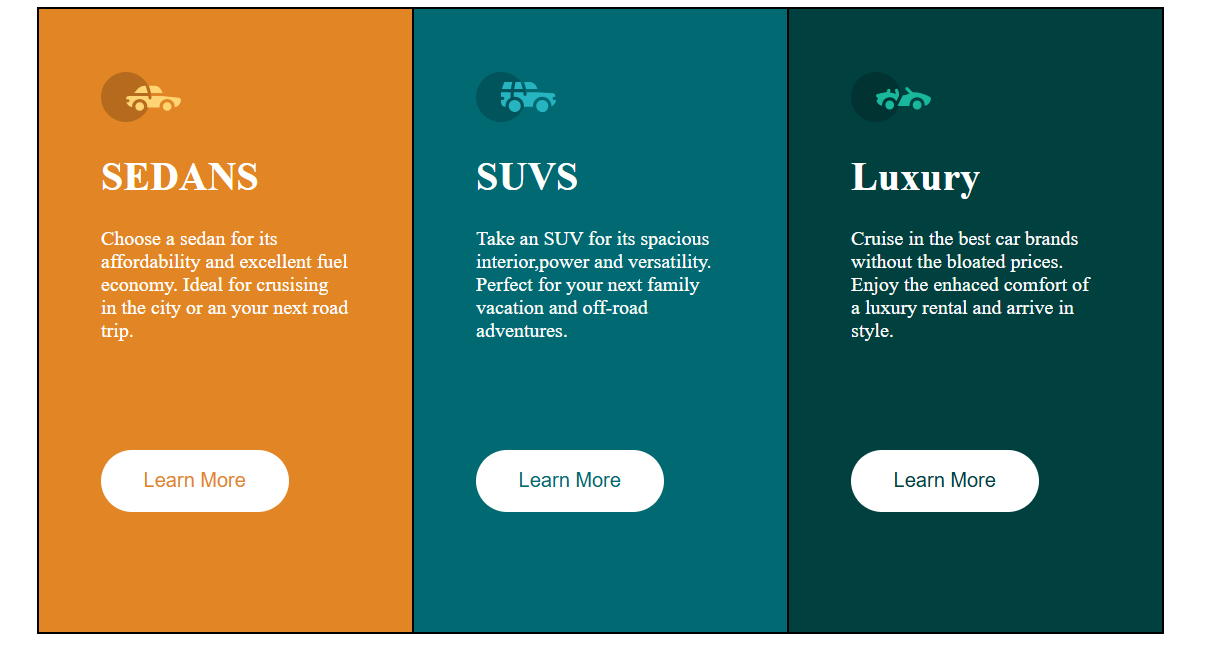 SEDANS
Choose a sedan for its
affordability and excellent fuel
economy. Ideal for crusising
in the city or an your next road
trip.
Learn More
SUVS
Take an SUV for its spacious
interior,power and versatility.
Perfect for your next family
vacation and off-road
adventures.
Learn More
Luxury
Cruise in the best car brands
without the bloated prices.
Enjoy the enhaced comfort of
a luxury rental and arrive in
style.
Learn More